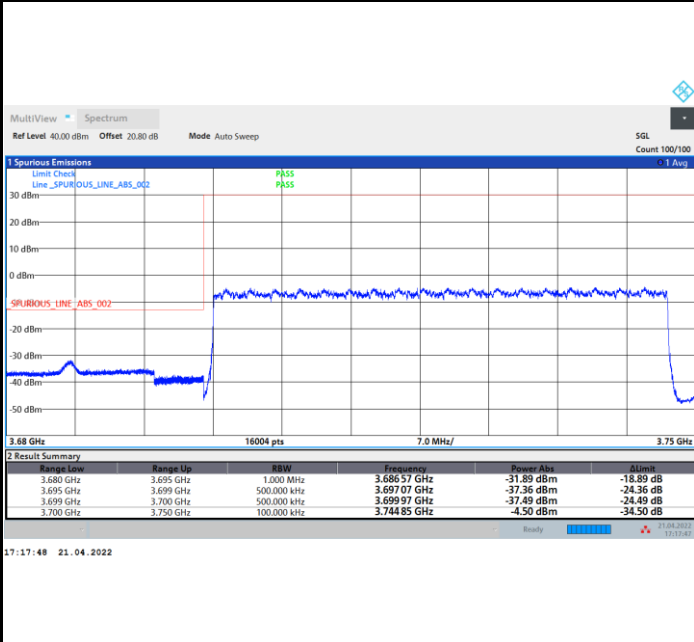 MultiView Spectrum
Ref Level 40.00 dBm Offset 20.80 dB Mode Auto Sweep SGL
Count 100/100
1 Spurious Emissions 1 Avg
Limit Check PASS
Line _SPURIOUS_LINE_ABS_002 PASS
30 dBm
20 dBm
10 dBm
0 dBm
_SPURIOUS_LINE_ABS_002
-20 dBm
-30 dBm
-40 dBm
-50 dBm
3.68 GHz 16004 pts 7.0 MHz/ 3.75 GHz
2 Result Summary
Range Low Range Up RBW Frequency Power Abs ΔLimit
3.680 GHz 3.695 GHz 1.000 MHz 3.686 57 GHz -31.89 dBm -18.89 dB
3.695 GHz 3.699 GHz 500.000 kHz 3.697 07 GHz -37.36 dBm -24.36 dB
3.699 GHz 3.700 GHz 500.000 kHz 3.699 97 GHz -37.49 dBm -24.49 dB
3.700 GHz 3.750 GHz 100.000 kHz 3.744 85 GHz -4.50 dBm -34.50 dB
Ready 21.04.2022
17:17:47
17:17:48 21.04.2022